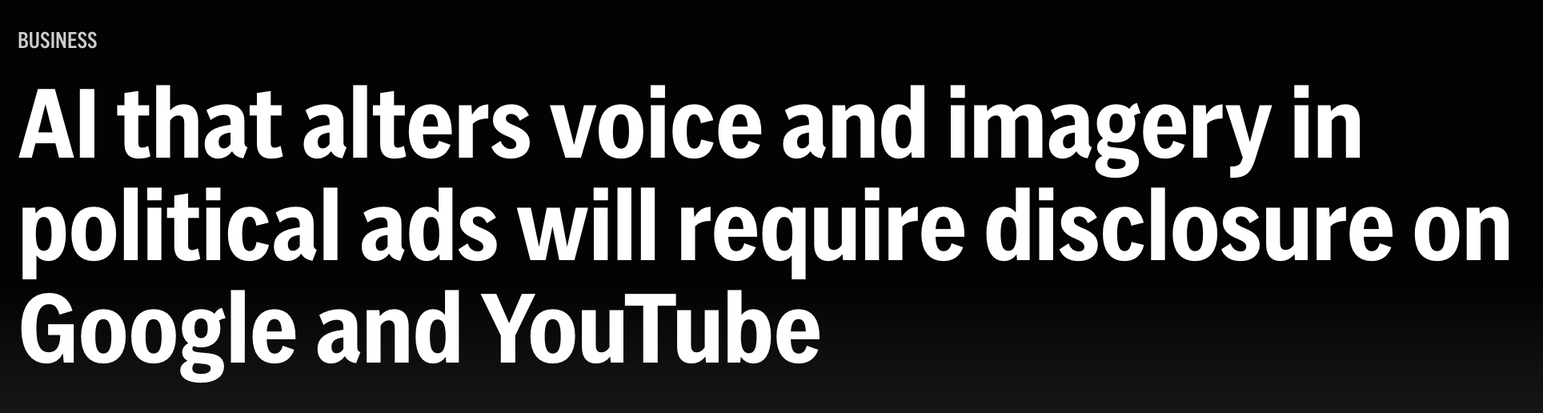 BUSINESS
AI that alters voice and imagery in
political ads will require disclosure on
Google and YouTube